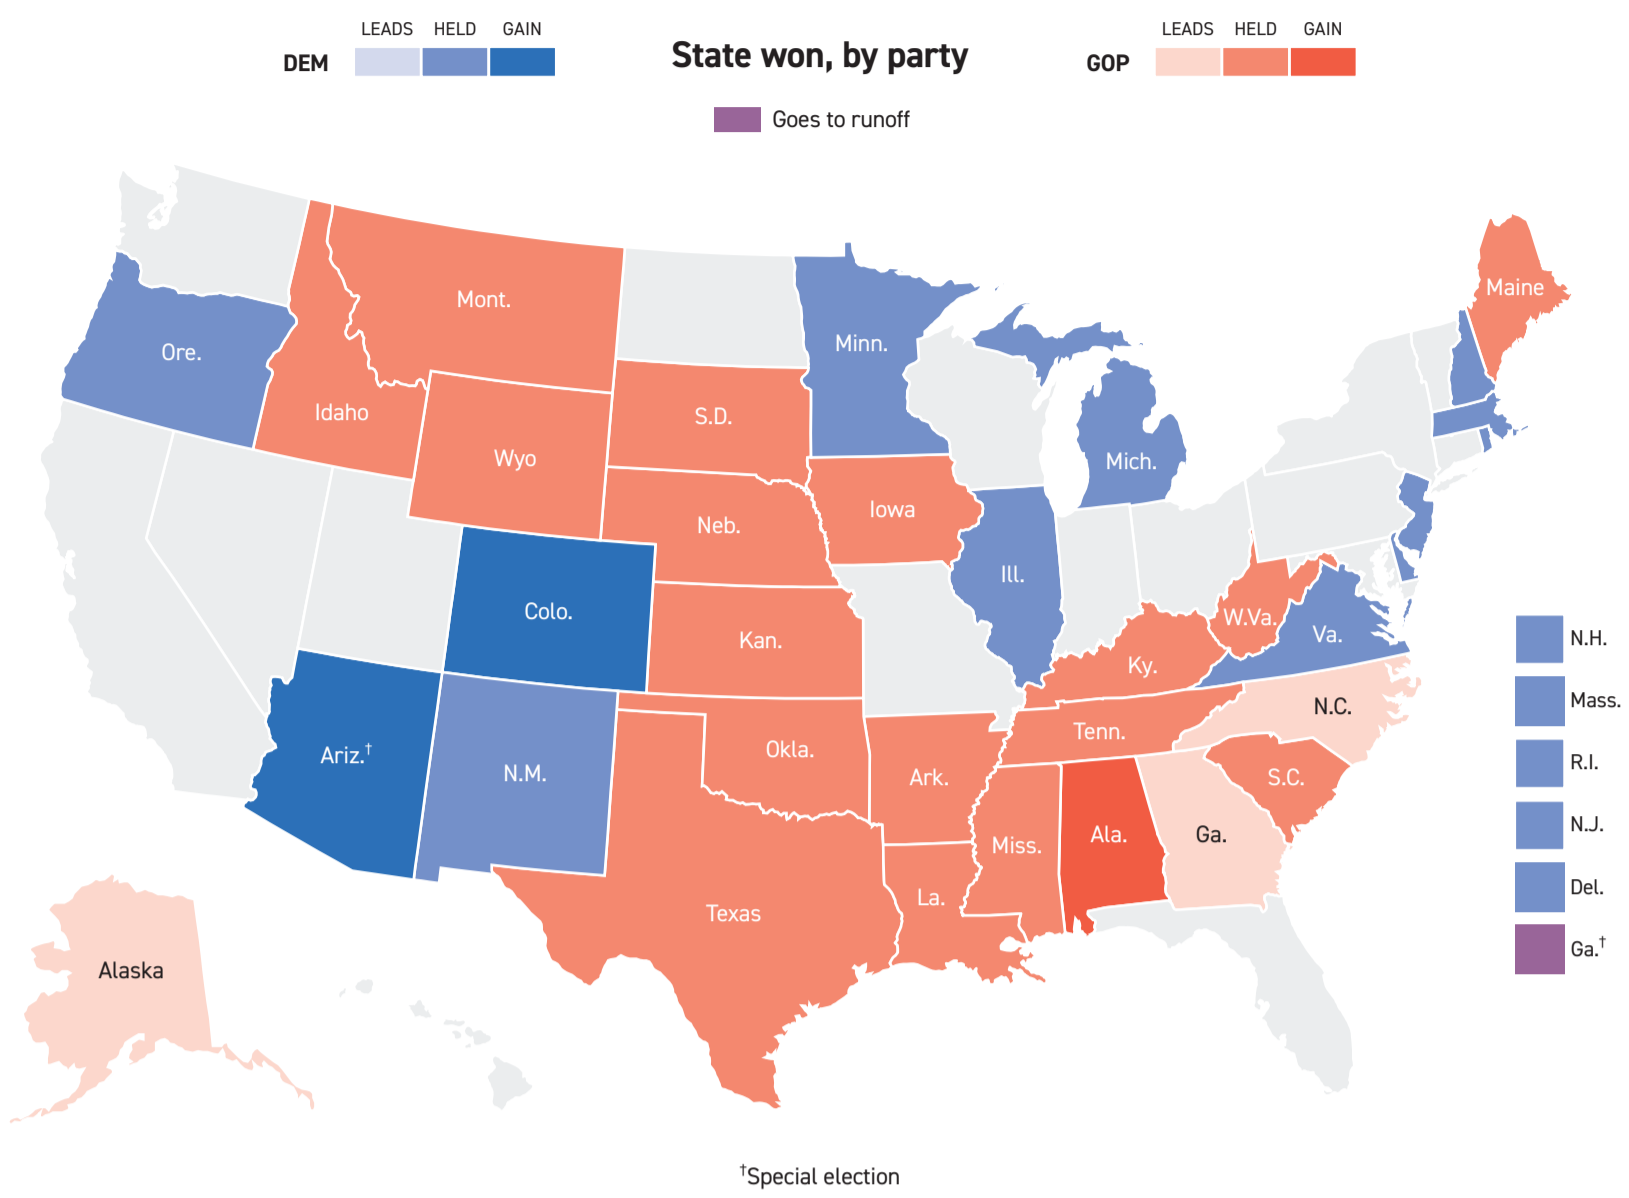 LEADS HELD GAIN
DEM
State won, by party
LEADS HELD GAIN
GOP
Goes to runoff
Maine
Mont.
Minn.
Ore.
Idaho
S.D.
Wyo
Mich.
Iowa
Neb.
Ill.
Colo.
W.Va.
Va.
Kan.
Ky.
N.C.
Tenn.
Ariz.†
Okla.
N.M.
Ark.
S.C.
Miss.
Ala.
Ga.
La.
Texas
Alaska
N.H.
Mass.
R.I.
N.J.
Del.
Ga.†
†Special election